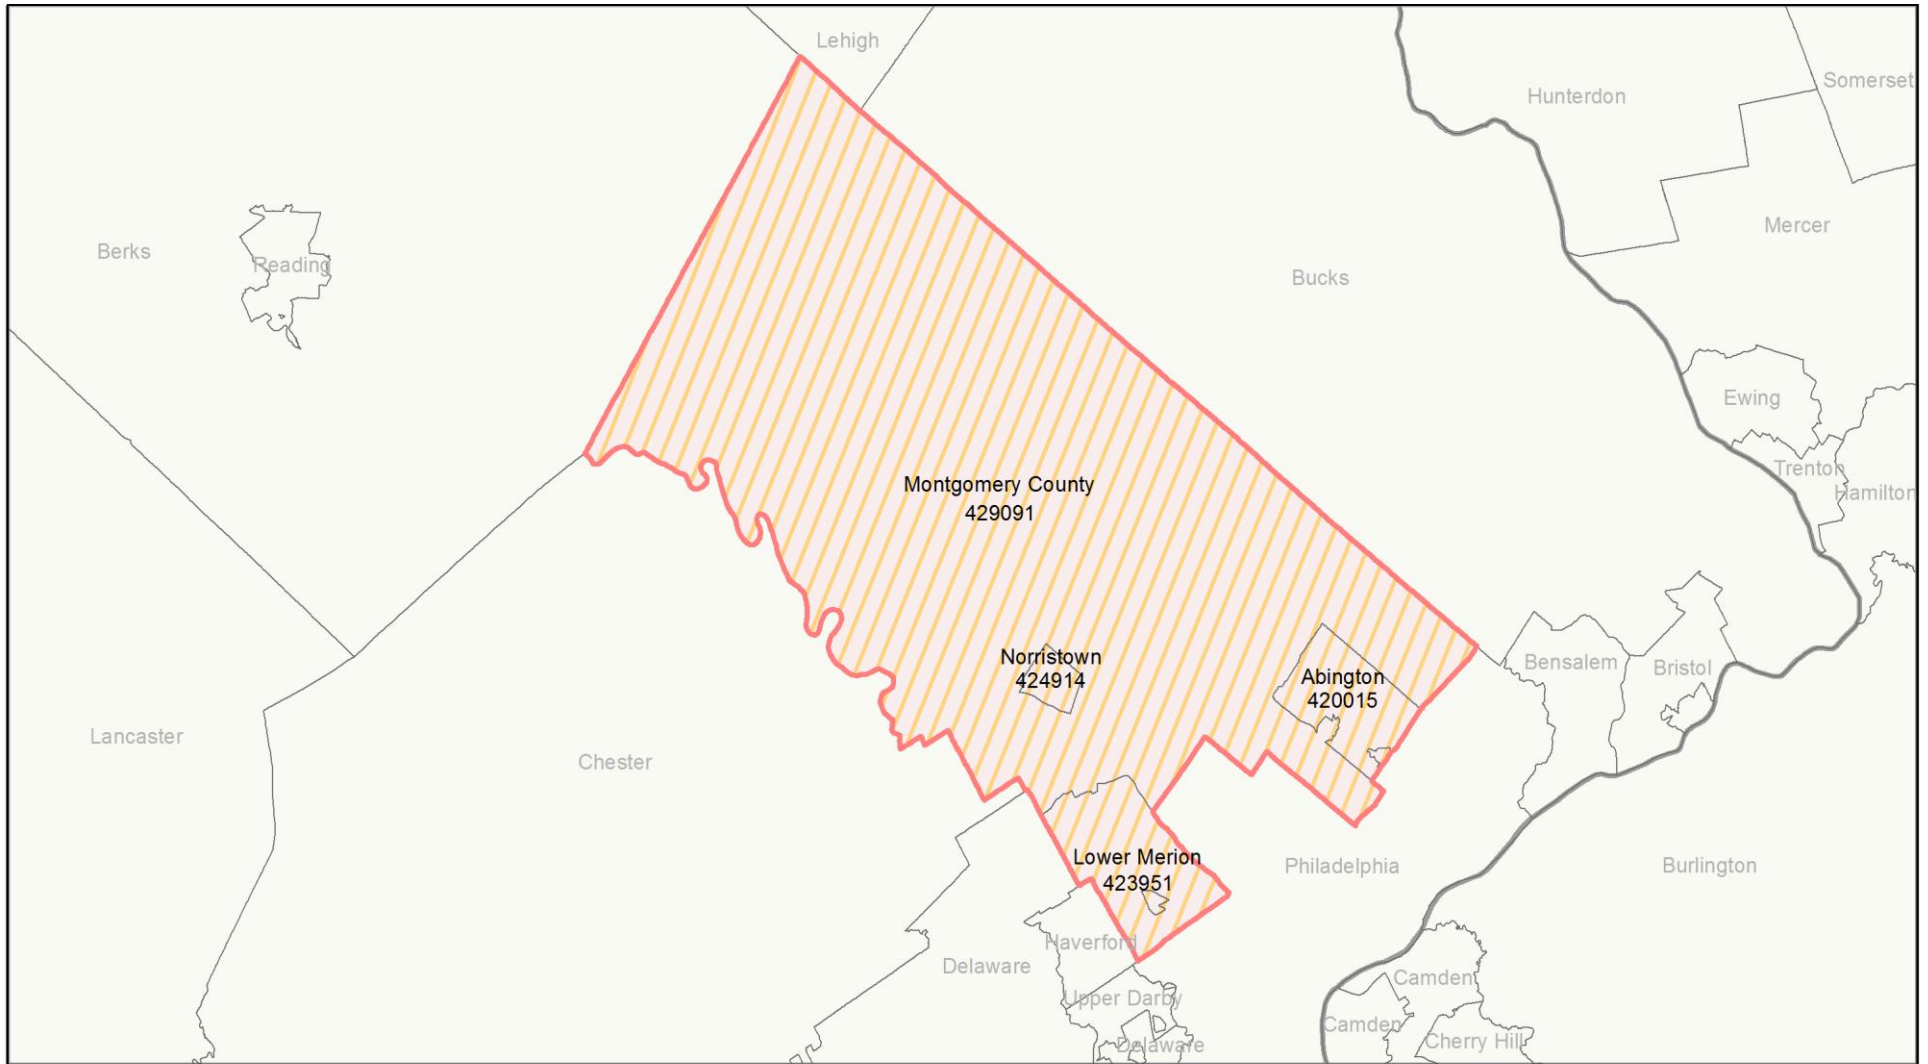 Lehigh
Somerset
Hunterdon
Mercer
Berks
Reading
Bucks
Ewing
Trenton
Hamilton
Montgomery County
429091
Norristown
424914
Abington
420015
Bensalem
Bristol
Lancaster
Chester
Lower Merion
423951
Philadelphia
Burlington
Haverford
Delaware
Camden
Upper Darby
Camden
Cherry Hill
Delaware